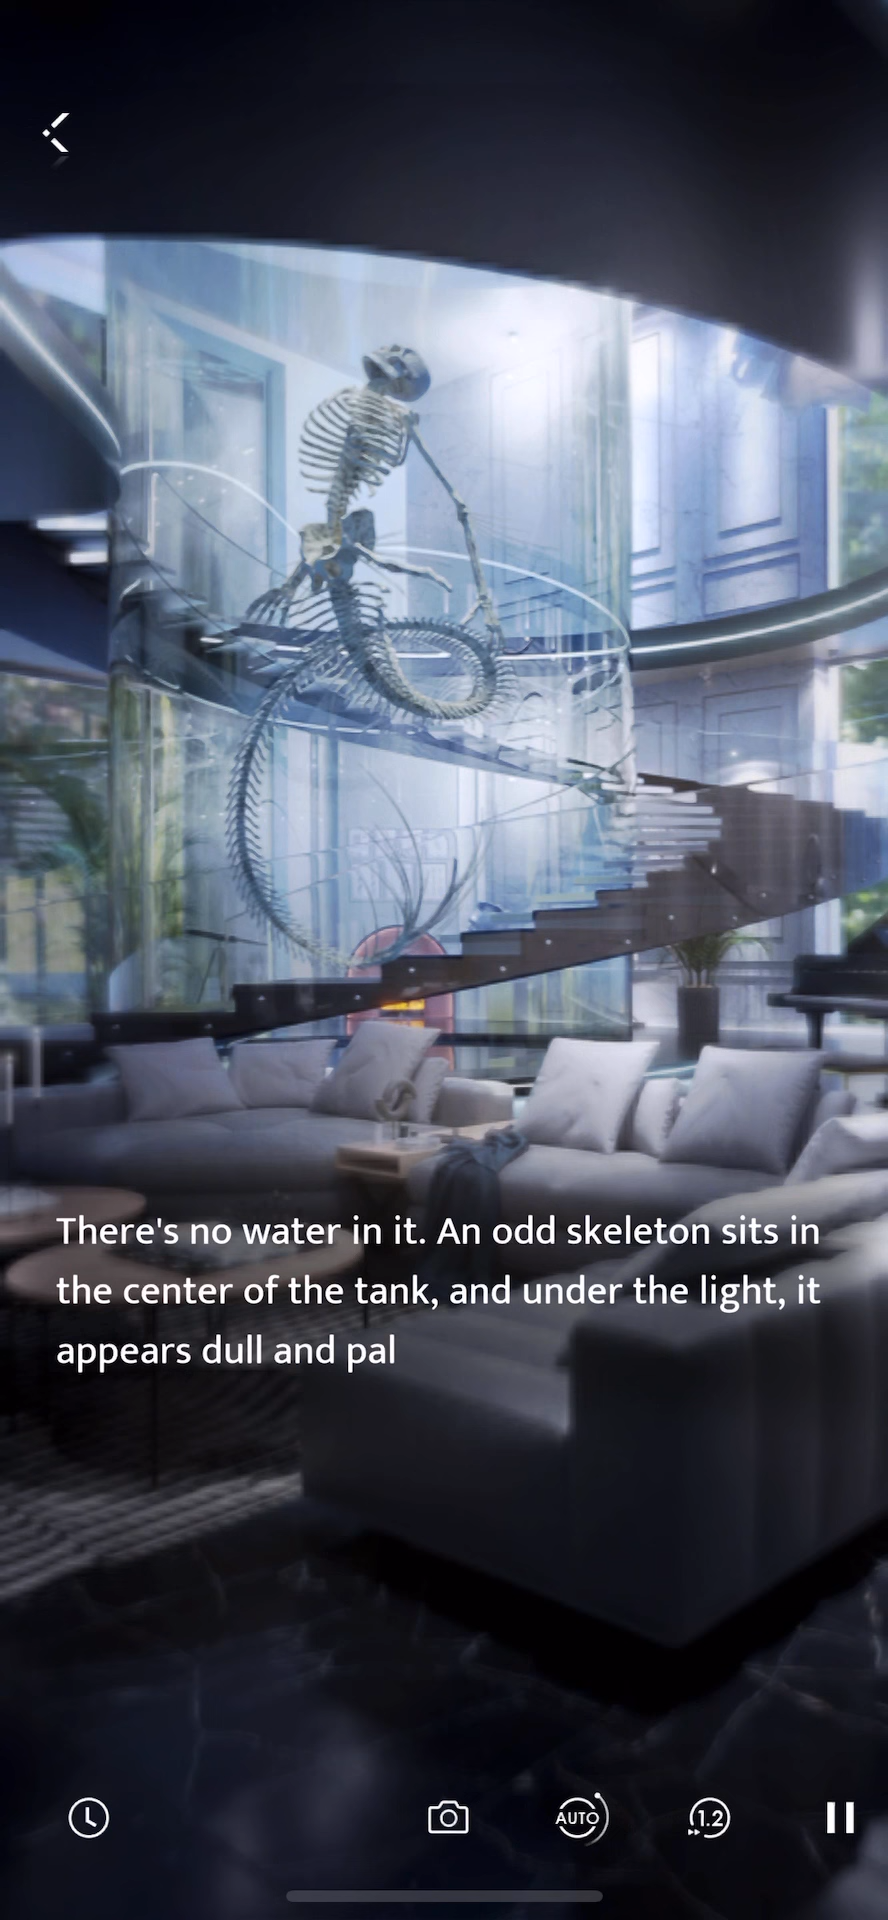 There's no water in it. An odd skeleton sits in
the center of the tank, and under the light, it
appears dull and pal
AUTO
1.2